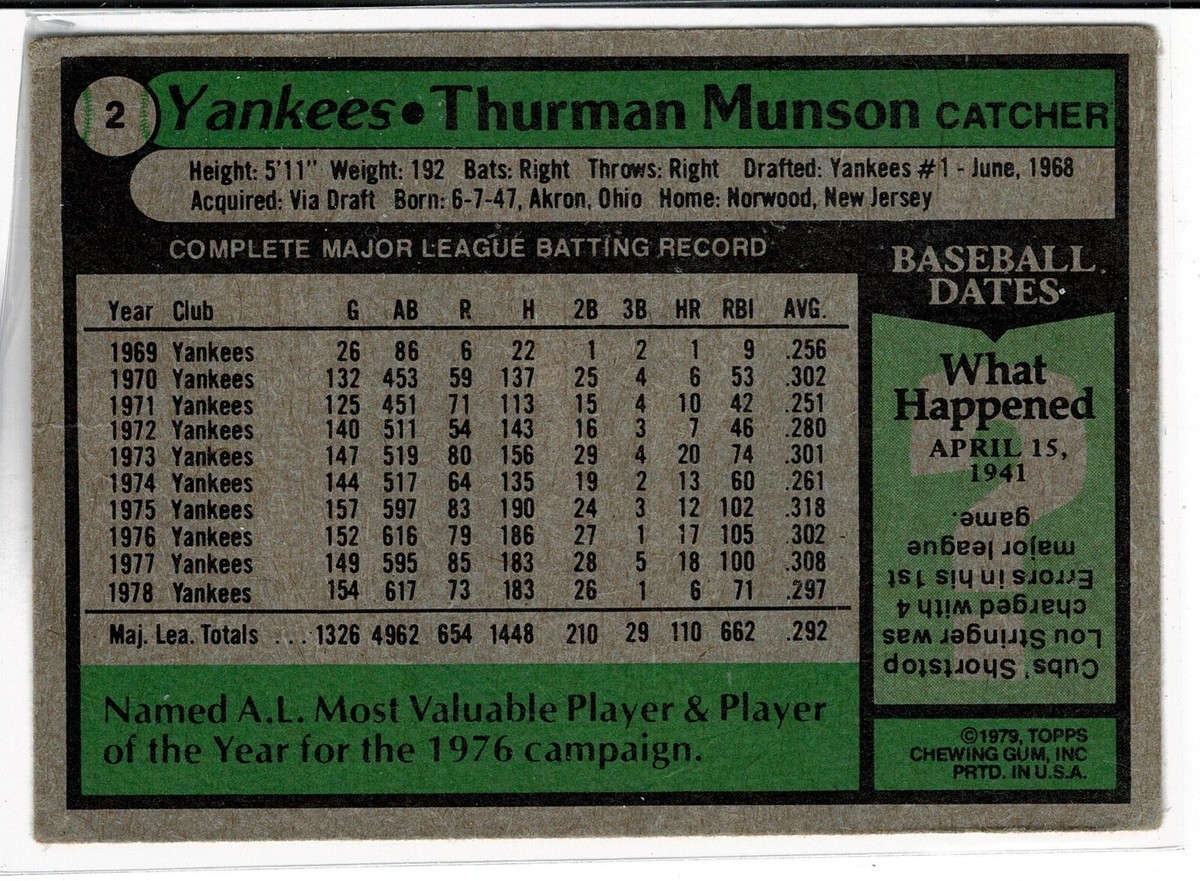 2 Yankees • Thurman Munson CATCHER
Height: 5'11" Weight: 192 Bats: Right Throws: Right Drafted: Yankees #1 - June, 1968
Acquired: Via Draft Born: 6-7-47, Akron, Ohio Home: Norwood, New Jersey
COMPLETE MAJOR LEAGUE BATTING RECORD
Year Club G AB R H 2B 3B HR RBI AVG.
1969 Yankees 26 86 6 22 1 2 1 9 .256
1970 Yankees 132 453 59 137 25 4 6 53 .302
1971 Yankees 125 451 71 113 15 4 10 42 .251
1972 Yankees 140 511 54 143 16 3 7 46 .280
1973 Yankees 147 519 80 156 29 4 20 74 .301
1974 Yankees 144 517 64 135 19 2 13 60 .261
1975 Yankees 157 597 83 190 24 3 12 102 .318
1976 Yankees 152 616 79 186 27 1 17 105 .302
1977 Yankees 149 595 85 183 28 5 18 100 .308
1978 Yankees 154 617 73 183 26 1 6 71 .297
Maj. Lea. Totals ...1326 4962 654 1448 210 29 110 662 .292
Named A.L. Most Valuable Player & Player
of the Year for the 1976 campaign.
BASEBALL
DATES
What
Happened
APRIL 15,
1941
Cubs' Shortstop
Lou Stringer was
charged with 4
Errors in his 1st
major league
game.
©1979, TOPPS
CHEWING GUM, INC
PRTD. IN U.S.A.